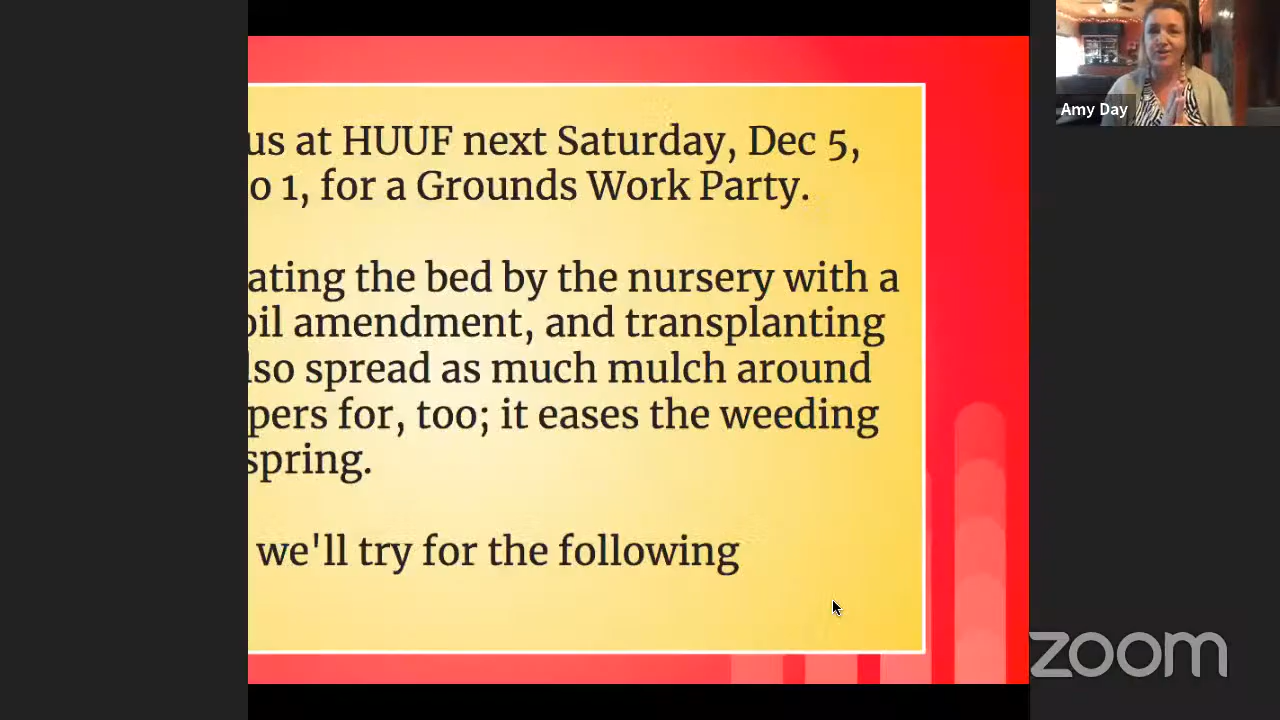 us at HUUF next Saturday, Dec 5,
o 1, for a Grounds Work Party.
ating the bed by the nursery with a
oil amendment, and transplanting
lso spread as much mulch around
pers for, too; it eases the weeding
spring.
we'll try for the following
Amy Day
zoom